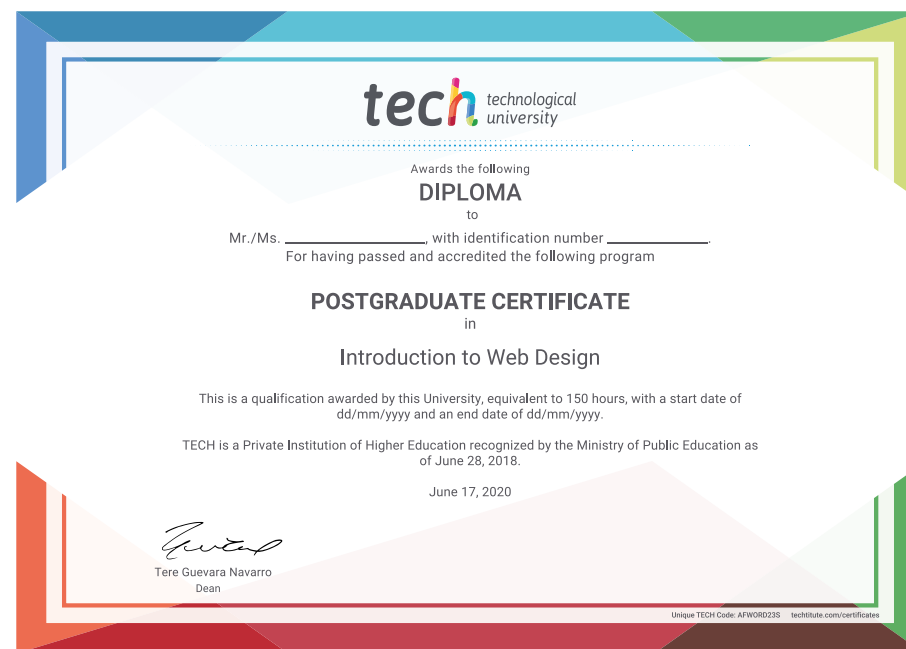 tech technological
university
Awards the following
DIPLOMA
to
Mr./Ms. ____________________, with identification number ______________.
For having passed and accredited the following program
POSTGRADUATE CERTIFICATE
in
Introduction to Web Design
This is a qualification awarded by this University, equivalent to 150 hours, with a start date of
dd/mm/yyyy and an end date of dd/mm/yyyy.
TECH is a Private Institution of Higher Education recognized by the Ministry of Public Education as
of June 28, 2018.
June 17, 2020
Tere Guevara Navarro
Dean
Unique TECH Code: AFWORD23S techtitute.com/certificates